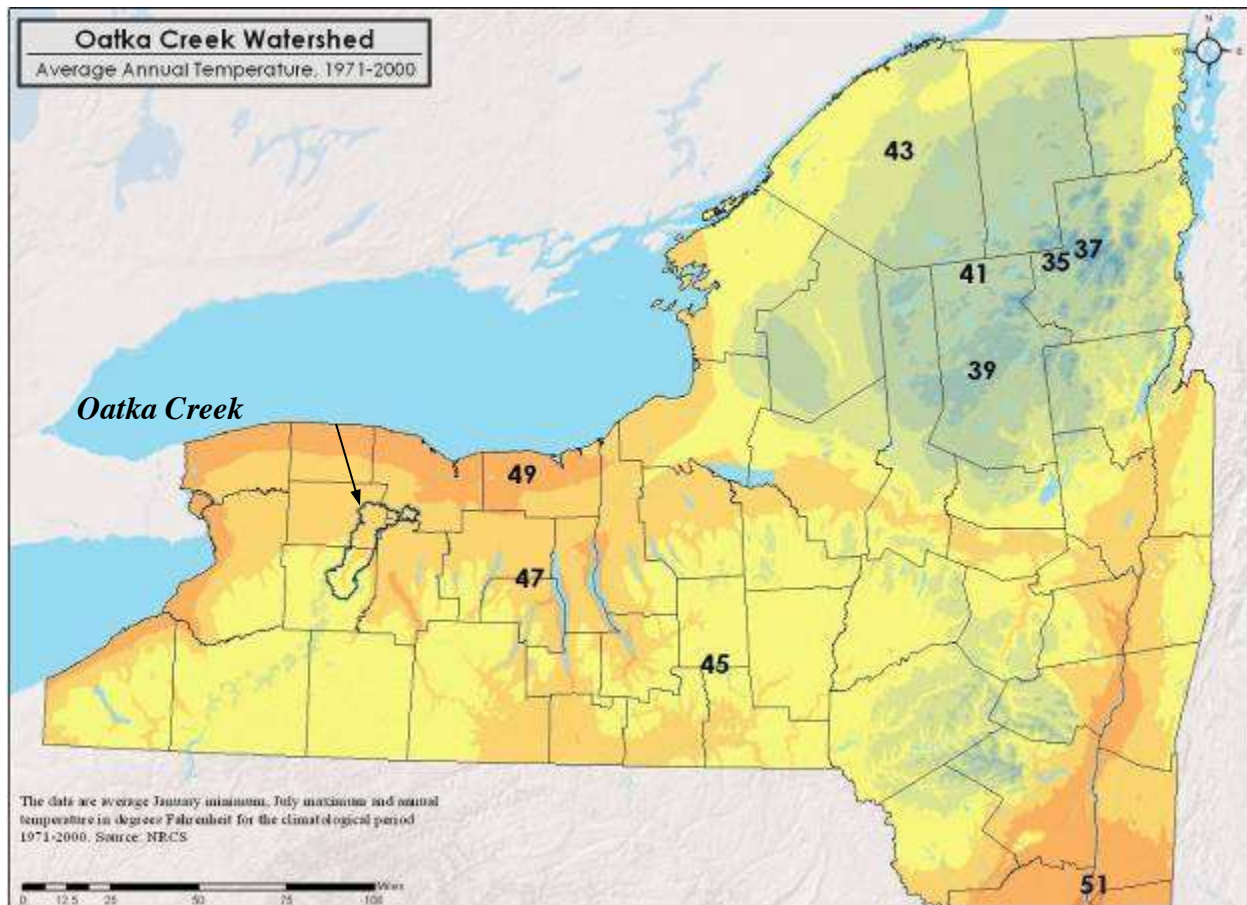 Oatka Creek Watershed
Average Annual Temperature, 1971-2000
N
W E
43
37
35
41
39
Oatka Creek
49
47
45
The data are average January minimum, July maximum and annual
temperature in degrees Fahrenheit for the climatological period
1971-2000. Source: NRCS
Miles
0 12.5 25 50 75 100
51